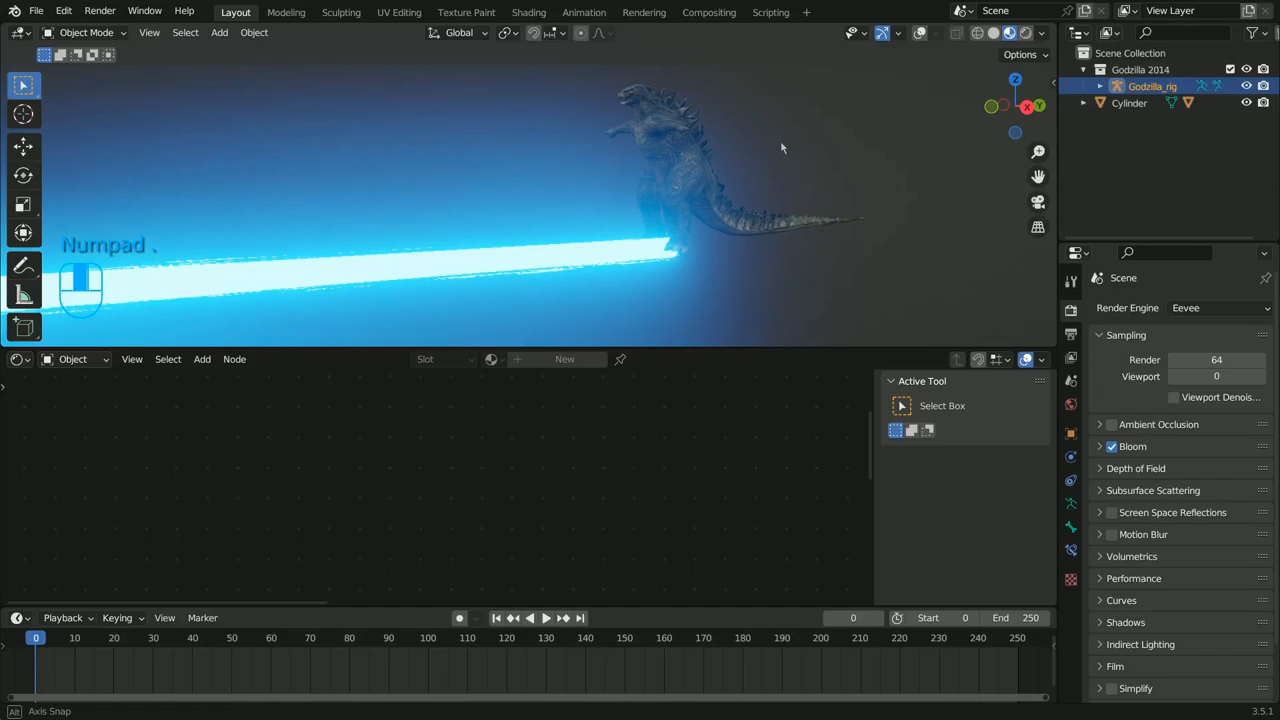 File Edit Render Window Help Layout Modeling Sculpting UV Editing Texture Paint Shading Animation Rendering Compositing Scripting + Scene View Layer
Object Mode View Select Add Object Global
Options
Scene Collection
Godzilla 2014
Godzilla_rig
Cylinder
Z
X Y
Numpad .
Scene
Render Engine Eevee
Sampling
Render 64
Viewport 0
Viewport Denois...
Ambient Occlusion
Bloom
Depth of Field
Subsurface Scattering
Screen Space Reflections
Motion Blur
Volumetrics
Performance
Curves
Shadows
Indirect Lighting
Film
Simplify
Object View Select Add Node Slot New
Active Tool
Select Box
Playback Keying View Marker 0 Start 0 End 250
0 10 20 30 40 50 60 70 80 90 100 110 120 130 140 150 160 170 180 190 200 210 220 230 240 250
Alt Axis Snap 3.5.1